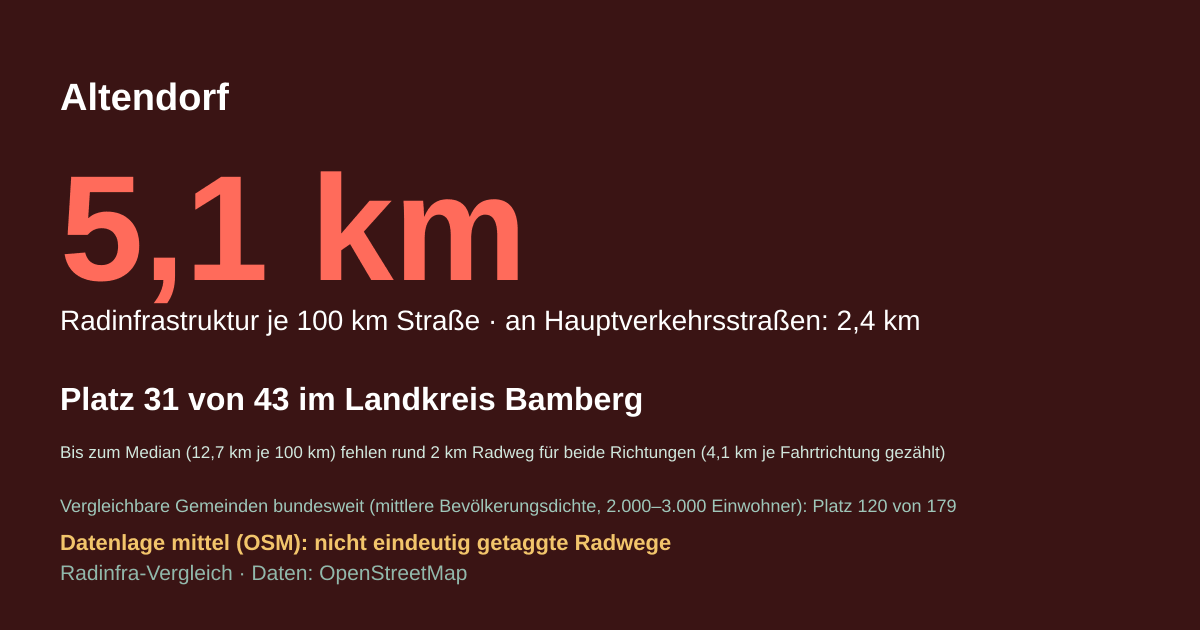 Altendorf
5,1 km
Radinfrastruktur je 100 km Straße · an Hauptverkehrsstraßen: 2,4 km
Platz 31 von 43 im Landkreis Bamberg
Bis zum Median (12,7 km je 100 km) fehlen rund 2 km Radweg für beide Richtungen (4,1 km je Fahrtrichtung gezählt)
Vergleichbare Gemeinden bundesweit (mittlere Bevölkerungsdichte, 2.000–3.000 Einwohner): Platz 120 von 179
Datenlage mittel (OSM): nicht eindeutig getaggte Radwege
Radinfra-Vergleich · Daten: OpenStreetMap